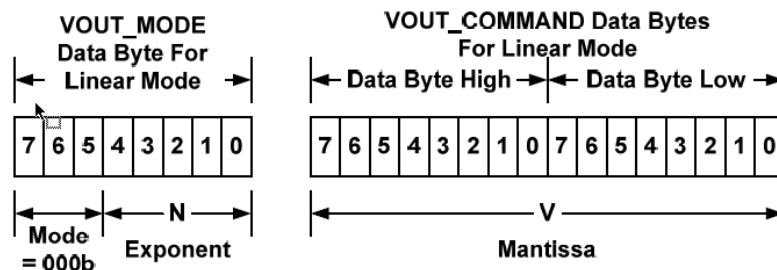 VOUT_MODE
Data Byte For
Linear Mode
7 6 5 4 3 2 1 0
N
Mode
= 000b
Exponent
VOUT_COMMAND Data Bytes
For Linear Mode
Data Byte High
Data Byte Low
7 6 5 4 3 2 1 0 7 6 5 4 3 2 1 0
V
Mantissa